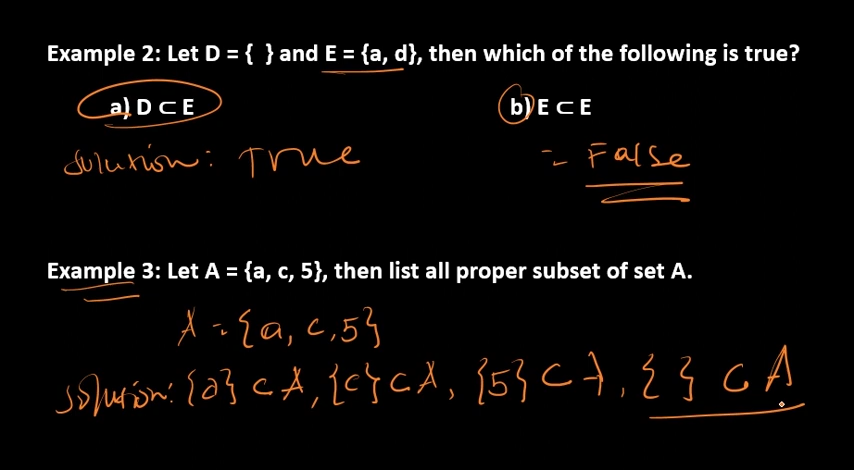 Example 2: Let D = { } and E = {a, d}, then which of the following is true?
a) D ⊂ E b) E ⊂ E
Solution: True = False
Example 3: Let A = {a, c, 5}, then list all proper subset of set A.
A = {a, c, 5}
Solution: {a} ⊂ A, {c} ⊂ A, {5} ⊂ A, { } ⊂ A